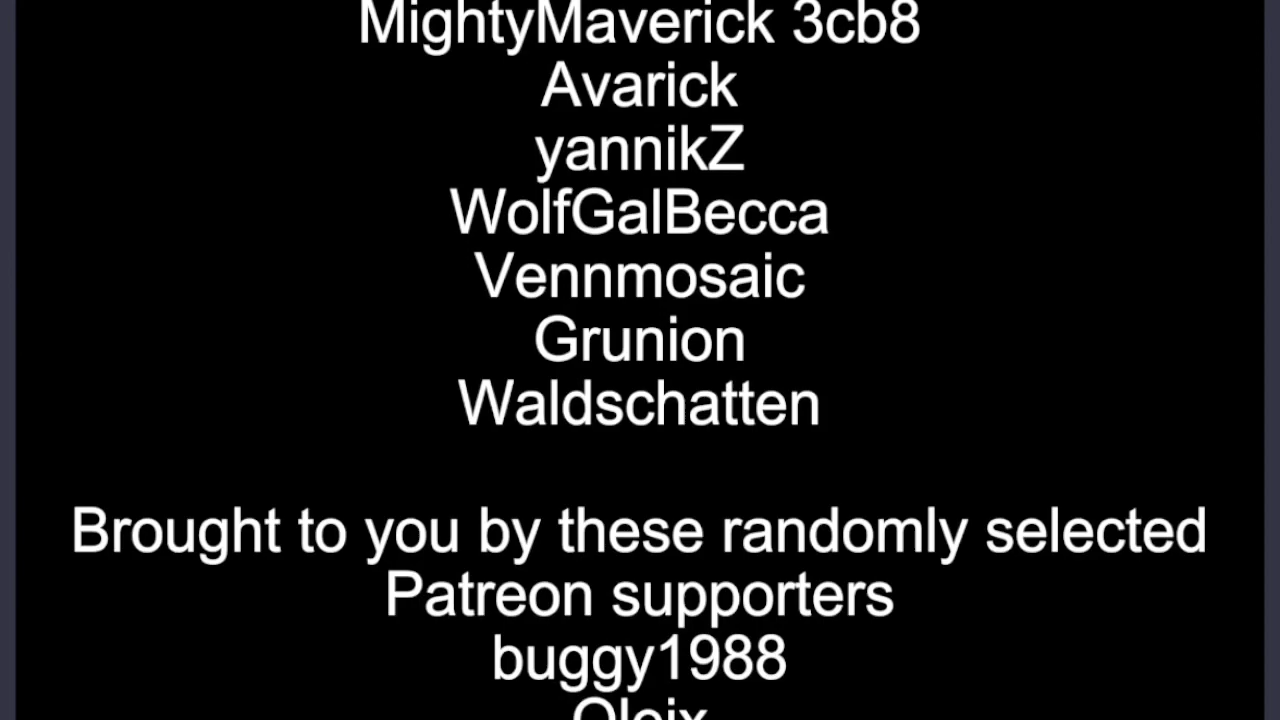 MightyMaverick 3cb8
Avarick
yannikZ
WolfGalBecca
Vennmosaic
Grunion
Waldschatten
Brought to you by these randomly selected
Patreon supporters
buggy1988